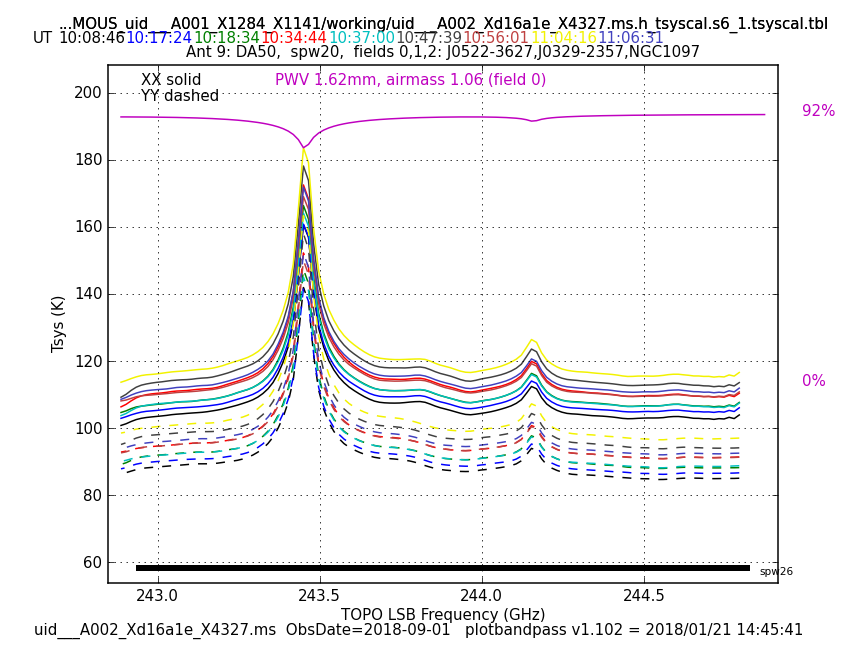 ...MOUS_uid___A001_X1284_X1141/working/uid___A002_Xd16a1e_X4327.ms.h_tsyscal.s6_1.tsyscal.tbl
UT 10:08:46 10:17:24 10:18:34 10:34:44 10:37:00 10:47:39 10:56:01 11:04:16 11:06:31
Ant 9: DA50,  spw20,  fields 0,1,2: J0522-3627,J0329-2357,NGC1097
XX solid
PWV 1.62mm, airmass 1.06 (field 0)
YY dashed
200
92%
180
160
140
Tsys (K)
120
0%
100
80
60
spw26
243.0 243.5 244.0 244.5
TOPO LSB Frequency (GHz)
uid___A002_Xd16a1e_X4327.ms  ObsDate=2018-09-01  plotbandpass v1.102 = 2018/01/21 14:45:41